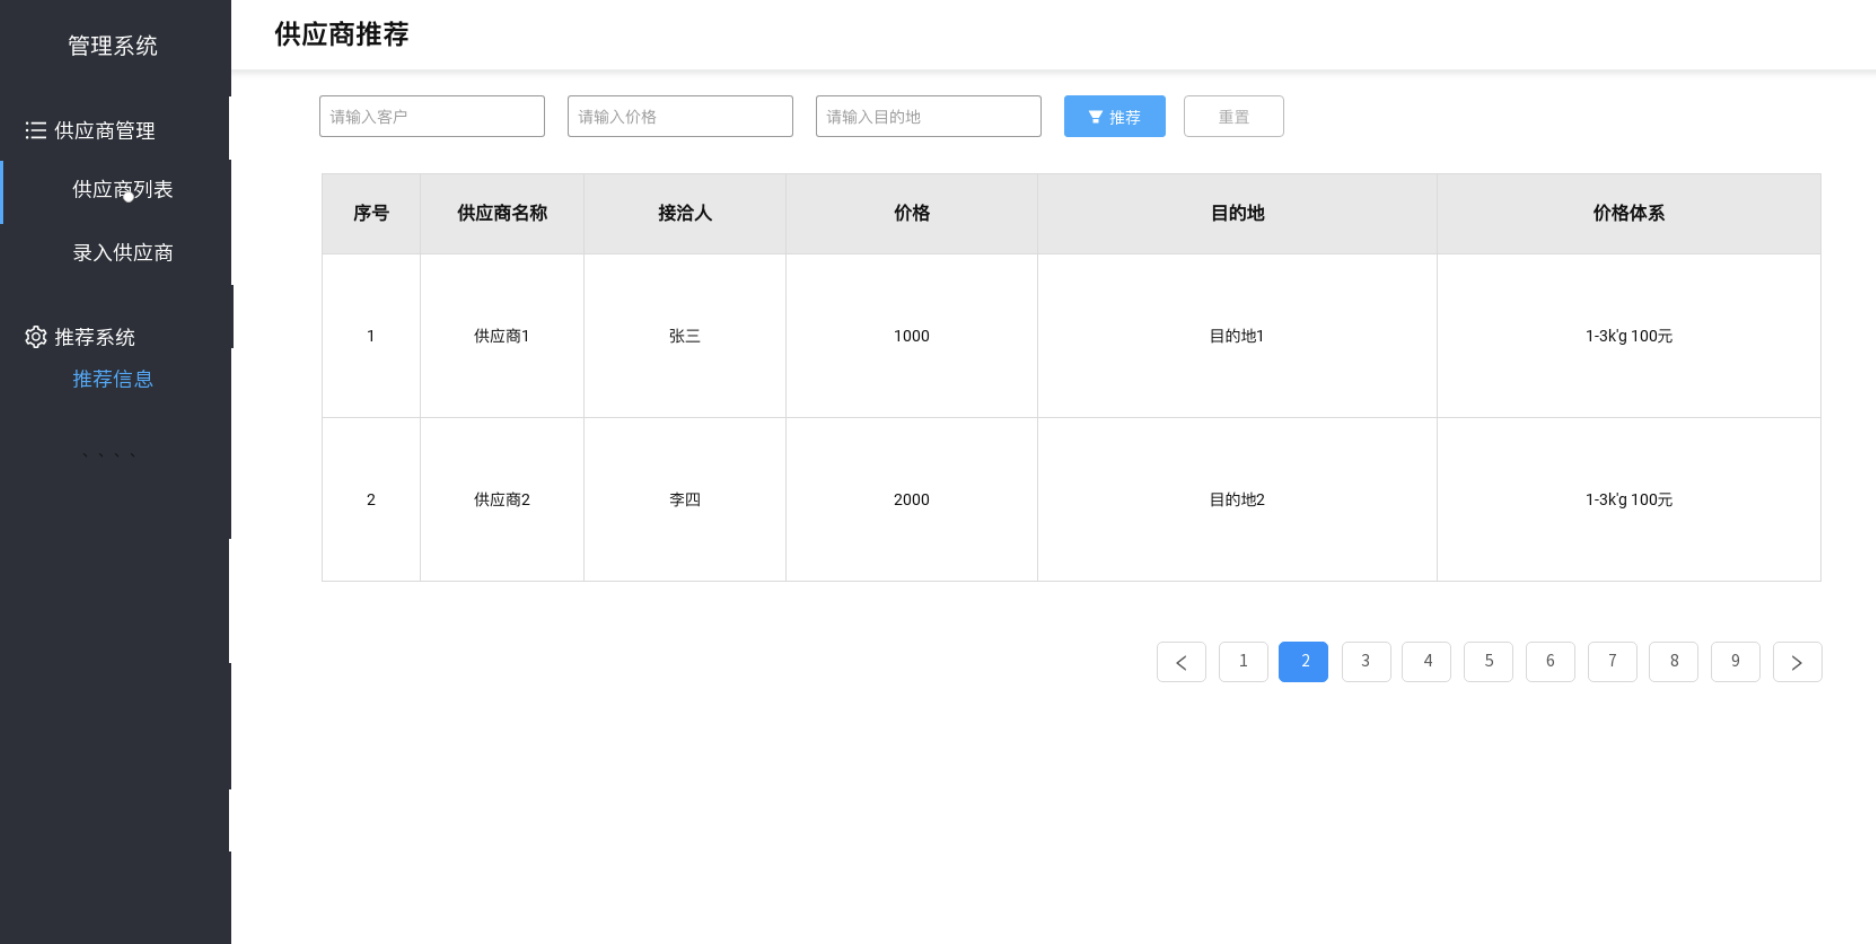 管理系统
供应商管理
供应商列表
录入供应商
推荐系统
推荐信息
、、、、
供应商推荐
请输入客户 请输入价格 请输入目的地 推荐 重置
序号 供应商名称 接洽人 价格 目的地 价格体系
1 供应商1 张三 1000 目的地1 1-3k'g 100元
2 供应商2 李四 2000 目的地2 1-3k'g 100元
1 2 3 4 5 6 7 8 9